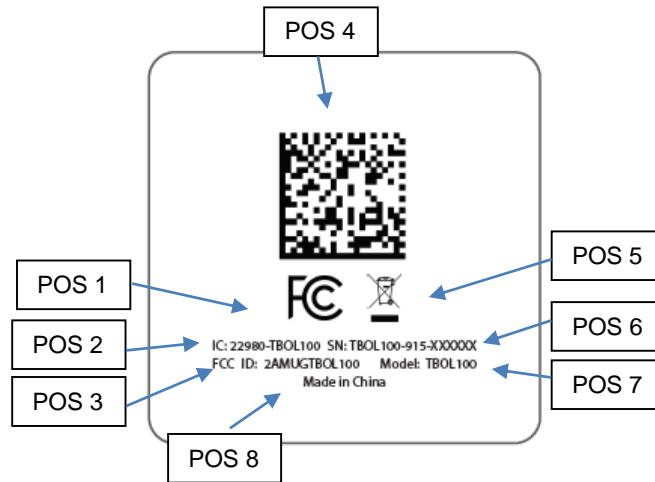 POS 4
POS 1
POS 5
FC
POS 2
POS 6
IC: 22980-TBOL100 SN: TBOL100-915-XXXXXX
FCC ID: 2AMUGTBOL100 Model: TBOL100
POS 3
POS 7
Made in China
POS 8